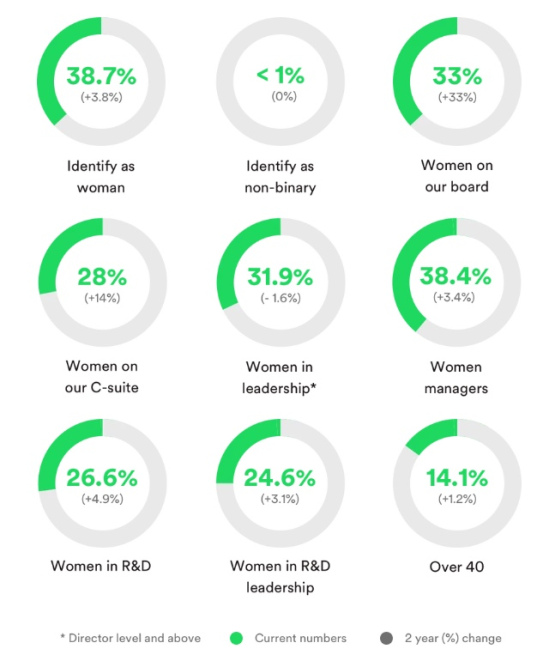 38.7%
(+3.8%)
Identify as
woman
< 1%
(0%)
Identify as
non-binary
33%
(+33%)
Women on
our board
28%
(+14%)
Women on
our C-suite
31.9%
(- 1.6%)
Women in
leadership*
38.4%
(+3.4%)
Women
managers
26.6%
(+4.9%)
Women in R&D
24.6%
(+3.1%)
Women in R&D
leadership
14.1%
(+1.2%)
Over 40
* Director level and above
Current numbers
2 year (%) change